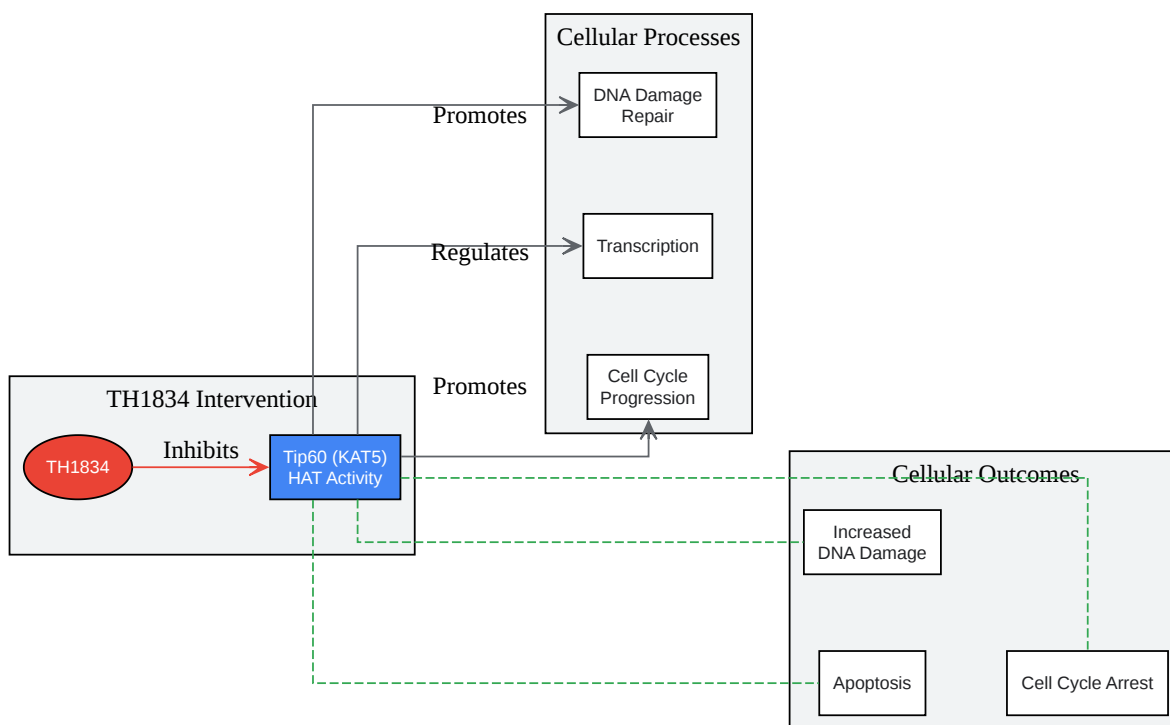 Cellular Processes
DNA Damage
Repair
Promotes
Regulates
Transcription
Cell Cycle
Progression
Promotes
TH1834 Intervention
TH1834
Inhibits
Tip60 (KAT5)
HAT Activity
Cellular Outcomes
Increased
DNA Damage
Apoptosis
Cell Cycle Arrest